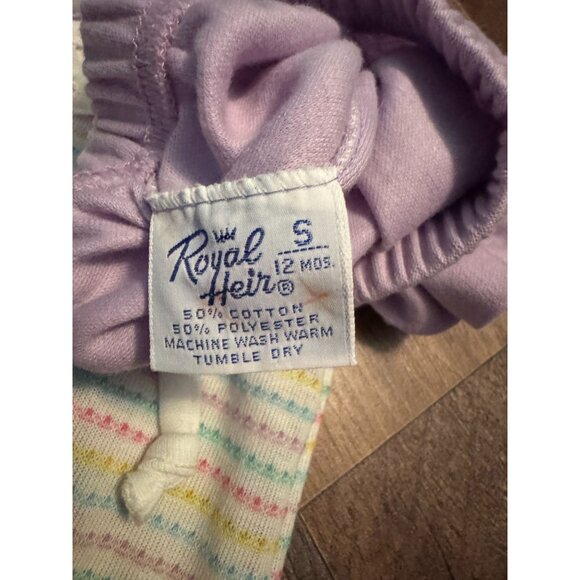 Royal S
Heir® 12 MOS.
50% COTTON
50% POLYESTER
MACHINE WASH WARM
TUMBLE DRY